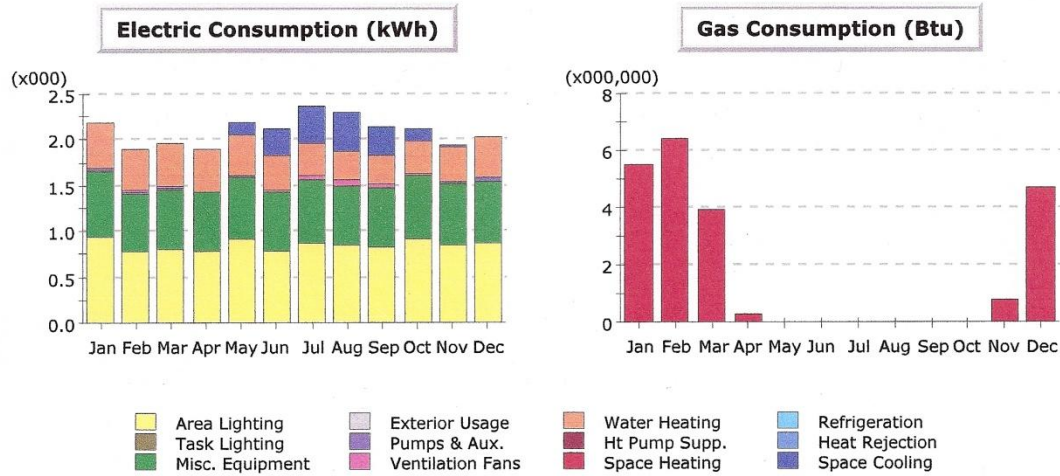 Electric Consumption (kWh)
(x000)
2.5
2.0
1.5
1.0
0.5
0.0
Jan Feb Mar Apr May Jun Jul Aug Sep Oct Nov Dec
Gas Consumption (Btu)
(x000,000)
8
6
4
2
0
Jan Feb Mar Apr May Jun Jul Aug Sep Oct Nov Dec
Area Lighting
Task Lighting
Misc. Equipment
Exterior Usage
Pumps & Aux.
Ventilation Fans
Water Heating
Ht Pump Supp.
Space Heating
Refrigeration
Heat Rejection
Space Cooling